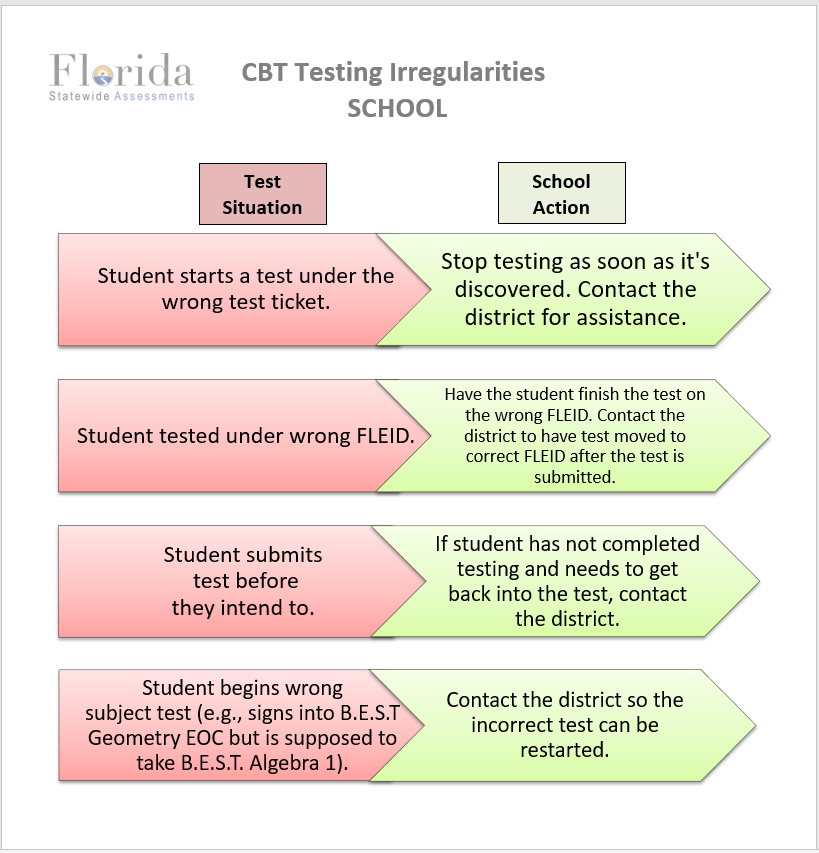 Florida
Statewide Assessments
CBT Testing Irregularities
SCHOOL
Test
Situation
School
Action
Student starts a test under the
wrong test ticket.
Stop testing as soon as it's
discovered. Contact the
district for assistance.
Student tested under wrong FLEID.
Have the student finish the test on
the wrong FLEID. Contact the
district to have test moved to
correct FLEID after the test is
submitted.
Student submits
test before
they intend to.
If student has not completed
testing and needs to get
back into the test, contact
the district.
Student begins wrong
subject test (e.g., signs into B.E.S.T
Geometry EOC but is supposed to
take B.E.S.T. Algebra 1).
Contact the district so the
incorrect test can be
restarted.